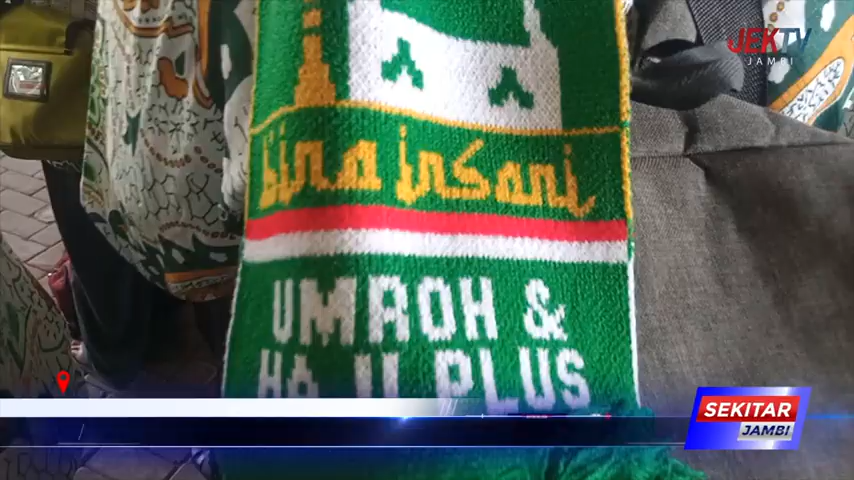 JEKTV
JAMBI
Bina insani
UMROH &
HAJI PLUS
SEKITAR
JAMBI